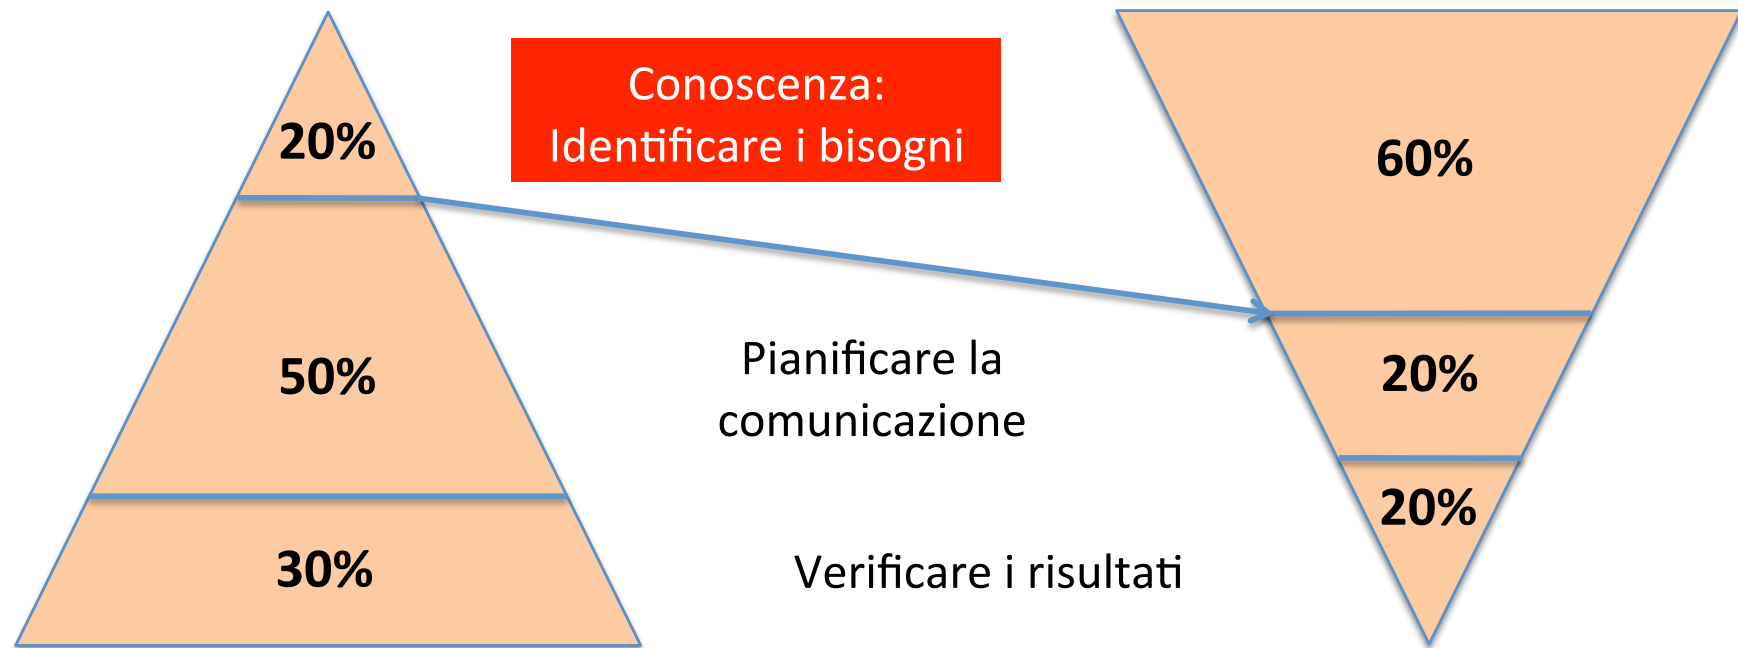 20%
Conoscenza:
Identificare i bisogni
60%
50%
Pianificare la
comunicazione
20%
30%
Verificare i risultati
20%